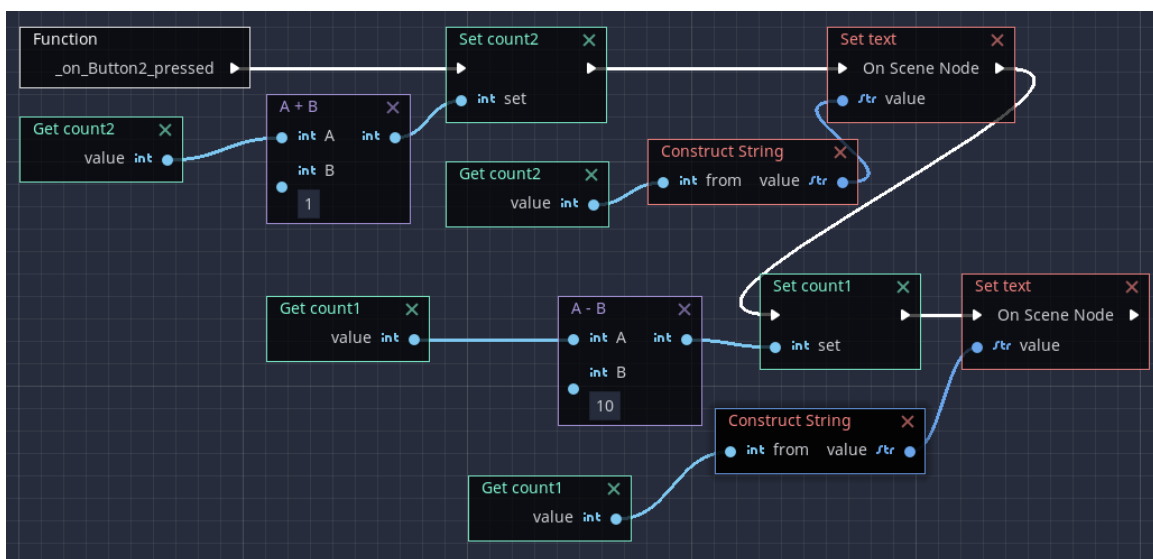 Function
_on_Button2_pressed
Set count2
int set
Set text
On Scene Node
Str value
Get count2
value int
A + B
int A int
int B
1
Get count2
value int
Construct String
int from value Str
Get count1
value int
A - B
int A int
int B
10
Set count1
int set
Set text
On Scene Node
Str value
Construct String
int from value Str
Get count1
value int